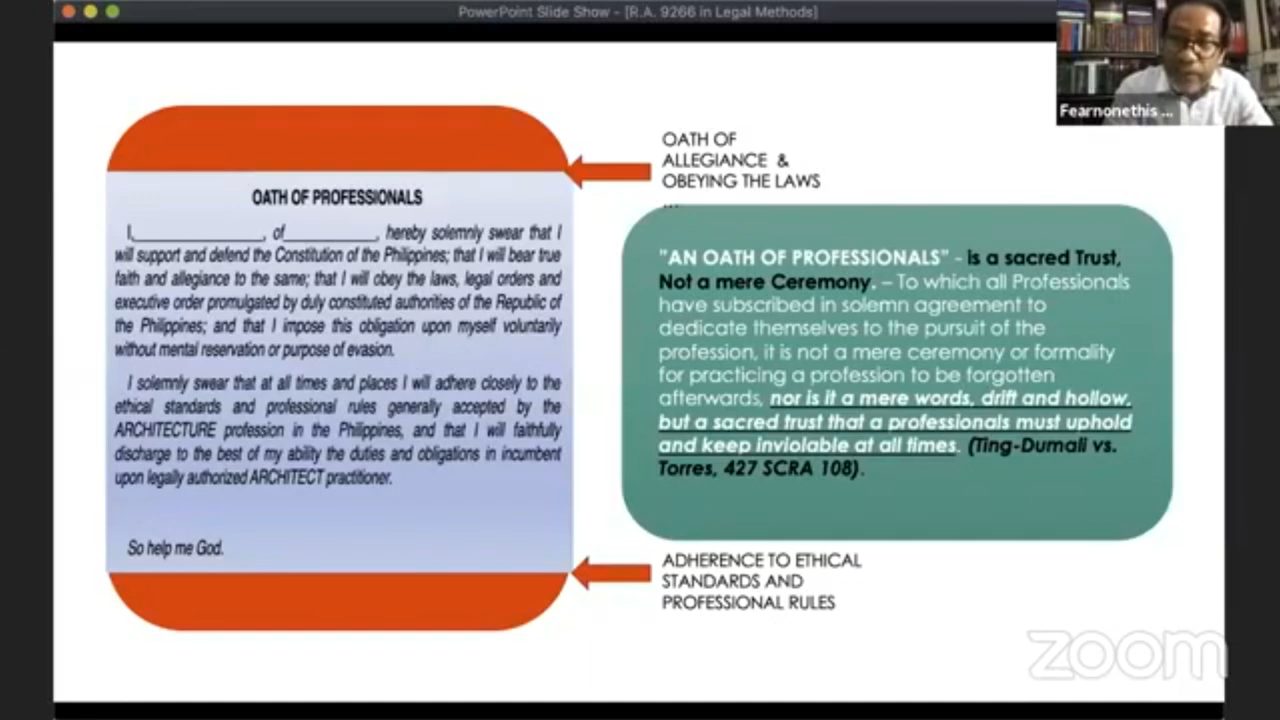 PowerPoint Slide Show - [R.A. 9266 in Legal Methods]
Fearnonethis ...
OATH OF PROFESSIONALS
I,______________, of____________, hereby solemnly swear that I
will support and defend the Constitution of the Philippines; that I will bear true
faith and allegiance to the same; that I will obey the laws, legal orders and
executive order promulgated by duly constituted authorities of the Republic of
the Philippines; and that I impose this obligation upon myself voluntarily
without mental reservation or purpose of evasion.
I solemnly swear that at all times and places I will adhere closely to the
ethical standards and professional rules generally accepted by the
ARCHITECTURE profession in the Philippines, and that I will faithfully
discharge to the best of my ability the duties and obligations in incumbent
upon legally authorized ARCHITECT practitioner.
So help me God.
OATH OF
ALLEGIANCE &
OBEYING THE LAWS
...
"AN OATH OF PROFESSIONALS" - is a sacred Trust,
Not a mere Ceremony. – To which all Professionals
have subscribed in solemn agreement to
dedicate themselves to the pursuit of the
profession, it is not a mere ceremony or formality
for practicing a profession to be forgotten
afterwards, nor is it a mere words, drift and hollow,
but a sacred trust that a professionals must uphold
and keep inviolable at all times. (Ting-Dumali vs.
Torres, 427 SCRA 108).
ADHERENCE TO ETHICAL
STANDARDS AND
PROFESSIONAL RULES
zoom